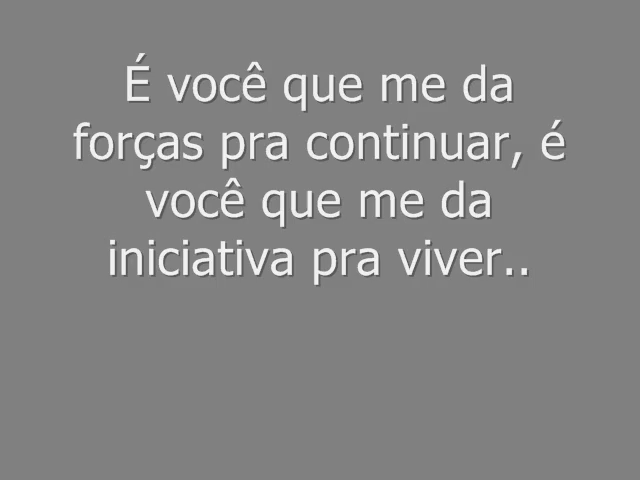 É você que me da
forças pra continuar, é
você que me da
iniciativa pra viver..